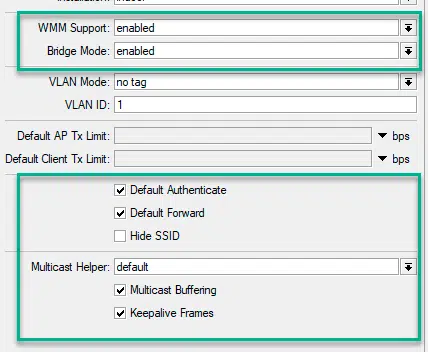 WMM Support: enabled
Bridge Mode: enabled
VLAN Mode: no tag
VLAN ID: 1
Default AP Tx Limit: bps
Default Client Tx Limit: bps
Default Authenticate
Default Forward
Hide SSID
Multicast Helper: default
Multicast Buffering
Keepalive Frames